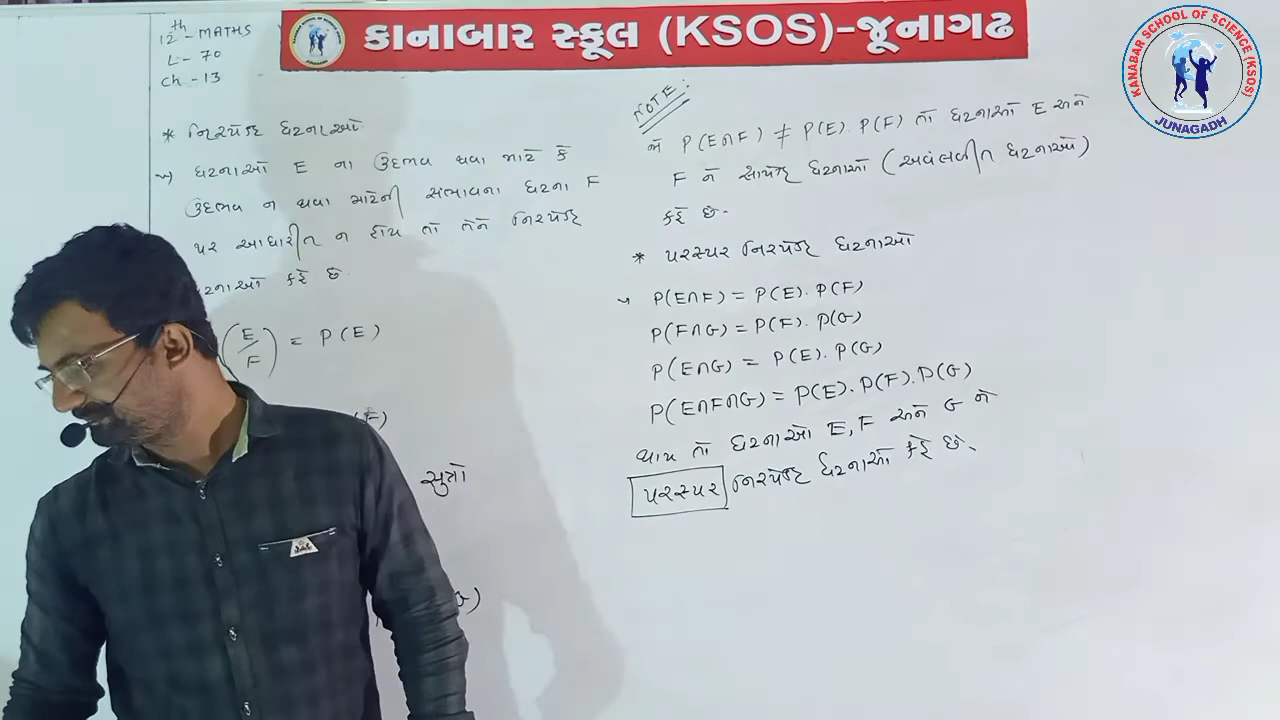 કાનાબાર સ્કૂલ (KSOS)-જૂનાગઢ
KANABAR SCHOOL OF SCIENCE (KSOS)
JUNAGADH
12th - MATHS
L - 70
Ch - 13
* નિરપેક્ષ ઘટનાઓ
→ ઘટનાઓ E ના ઉદભવ થવા માટે કે
ઉદભવ ન થવા માટેની સંભાવના ઘટના F
પર આધારીત ન હોય તો તેને નિરપેક્ષ
ઘટનાઓ કહે છે.
(E/F) = P(E)
(F)
સુત્રો
G)
NOTE:
જો P(E∩F) ≠ P(E). P(F) તો ઘટનાઓ E અને
F ને સાપેક્ષ ઘટનાઓ (અવલંબીત ઘટનાઓ)
કહે છે.
* પરસ્પર નિરપેક્ષ ઘટનાઓ
→ P(E∩F) = P(E). P(F)
P(F∩G) = P(F). P(G)
P(E∩G) = P(E). P(G)
P(E∩F∩G) = P(E). P(F). P(G)
થાય તો ઘટનાઓ E, F અને G ને
પરસ્પર નિરપેક્ષ ઘટનાઓ કહે છે.